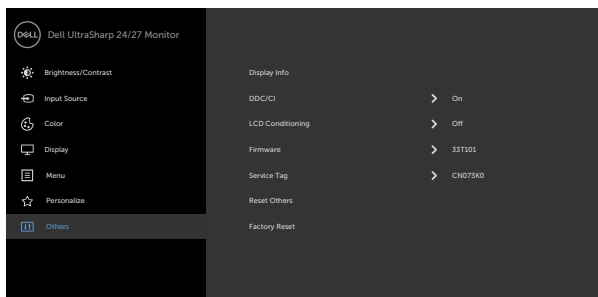 DELL Dell UltraSharp 24/27 Monitor
Brightness/Contrast Display Info
Input Source DDC/CI On
Color LCD Conditioning Off
Display Firmware 33T101
Menu Service Tag CN073K0
Personalize Reset Others
Others Factory Reset